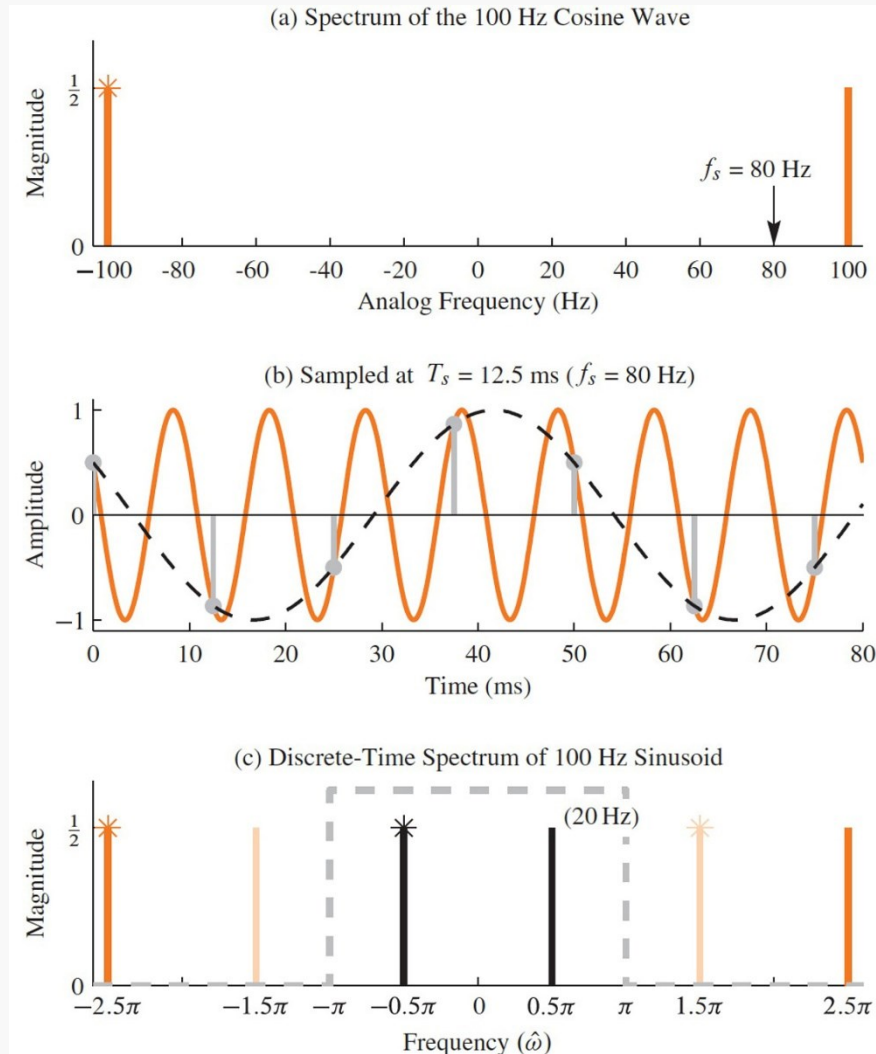 (a) Spectrum of the 100 Hz Cosine Wave
Magnitude
1/2
0
f_s = 80 Hz
−100 -80 -60 -40 -20 0 20 40 60 80 100
Analog Frequency (Hz)
(b) Sampled at T_s = 12.5 ms (f_s = 80 Hz)
Amplitude
1
0
−1
0 10 20 30 40 50 60 70 80
Time (ms)
(c) Discrete-Time Spectrum of 100 Hz Sinusoid
Magnitude
1/2
0
(20 Hz)
−2.5π −1.5π −π −0.5π 0 0.5π π 1.5π 2.5π
Frequency (ω̂)